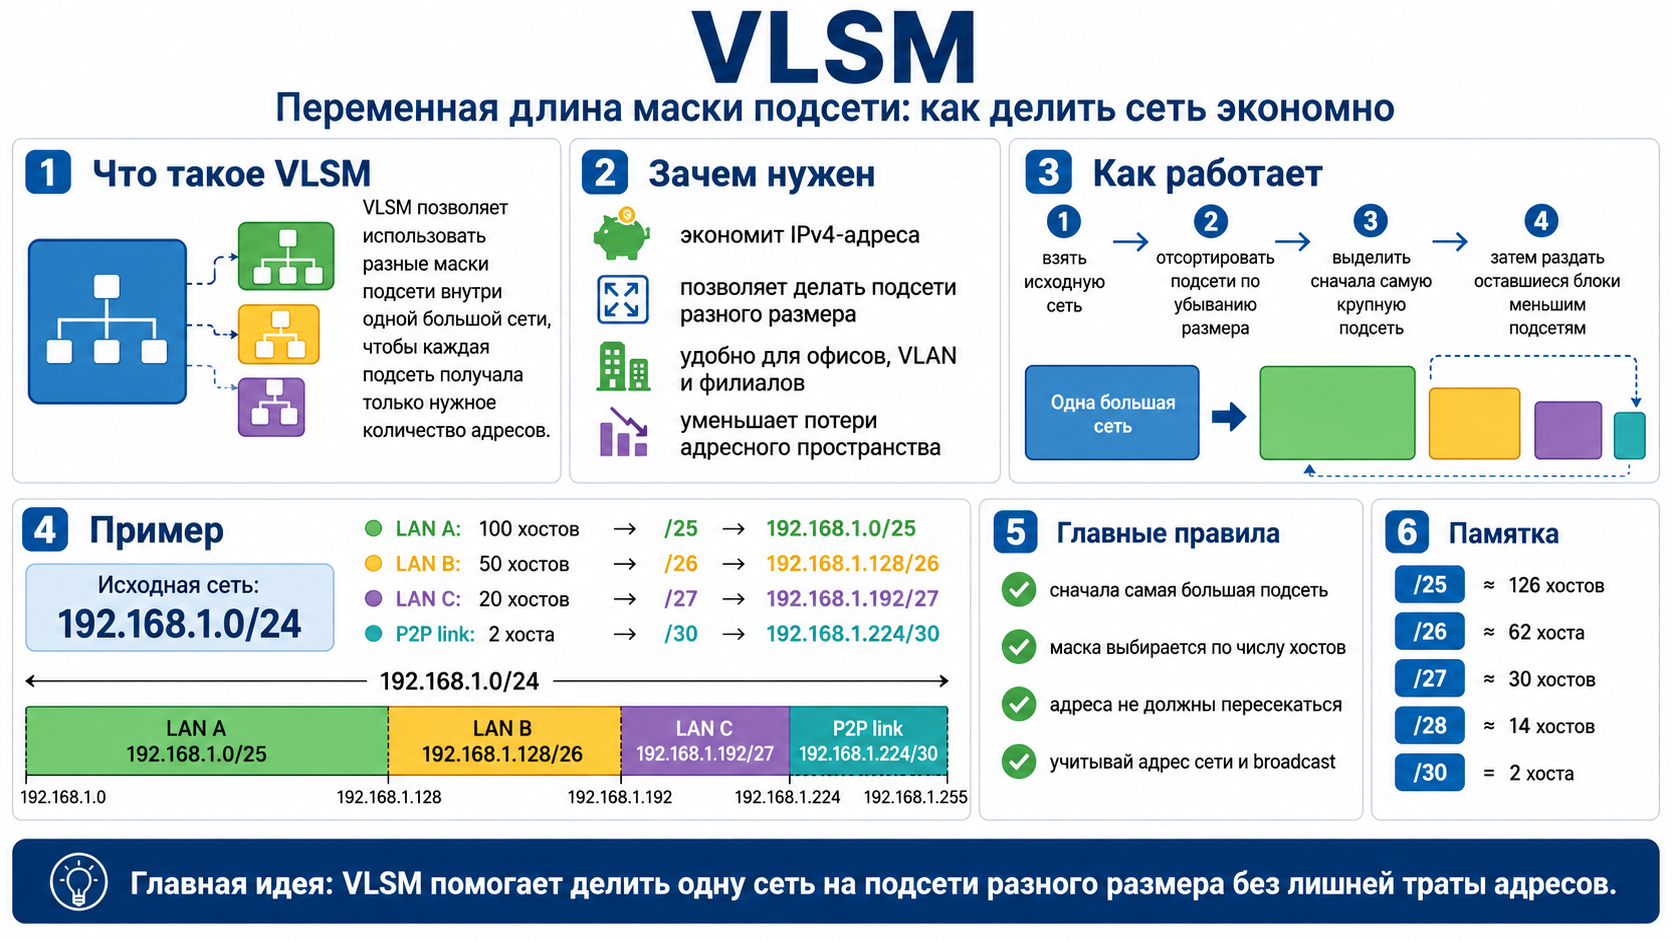 VLSM
Переменная длина маски подсети: как делить сеть экономно
1 Что такое VLSM
VLSM позволяет
использовать
разные маски
подсети внутри
одной большой сети,
чтобы каждая
подсеть получала
только нужное
количество адресов.
2 Зачем нужен
экономит IPv4-адреса
позволяет делать подсети
разного размера
удобно для офисов, VLAN
и филиалов
уменьшает потери
адресного пространства
3 Как работает
1
взять
исходную
сеть
2
отсортировать
подсети по
убыванию
размера
3
выделить
сначала самую
крупную
подсеть
4
затем раздать
оставшиеся блоки
меньшим
подсетям
Одна большая
сеть
4 Пример
Исходная сеть:
192.168.1.0/24
LAN A: 100 хостов → /25 → 192.168.1.0/25
LAN B: 50 хостов → /26 → 192.168.1.128/26
LAN C: 20 хостов → /27 → 192.168.1.192/27
P2P link: 2 хоста → /30 → 192.168.1.224/30
192.168.1.0/24
LAN A
192.168.1.0/25
LAN B
192.168.1.128/26
LAN C
192.168.1.192/27
P2P link
192.168.1.224/30
192.168.1.0 192.168.1.128 192.168.1.192 192.168.1.224 192.168.1.255
5 Главные правила
сначала самая большая подсеть
маска выбирается по числу хостов
адреса не должны пересекаться
учитывай адрес сети и broadcast
6 Памятка
/25 ≈ 126 хостов
/26 ≈ 62 хоста
/27 ≈ 30 хостов
/28 ≈ 14 хостов
/30 = 2 хоста
Главная идея: VLSM помогает делить одну сеть на подсети разного размера без лишней траты адресов.